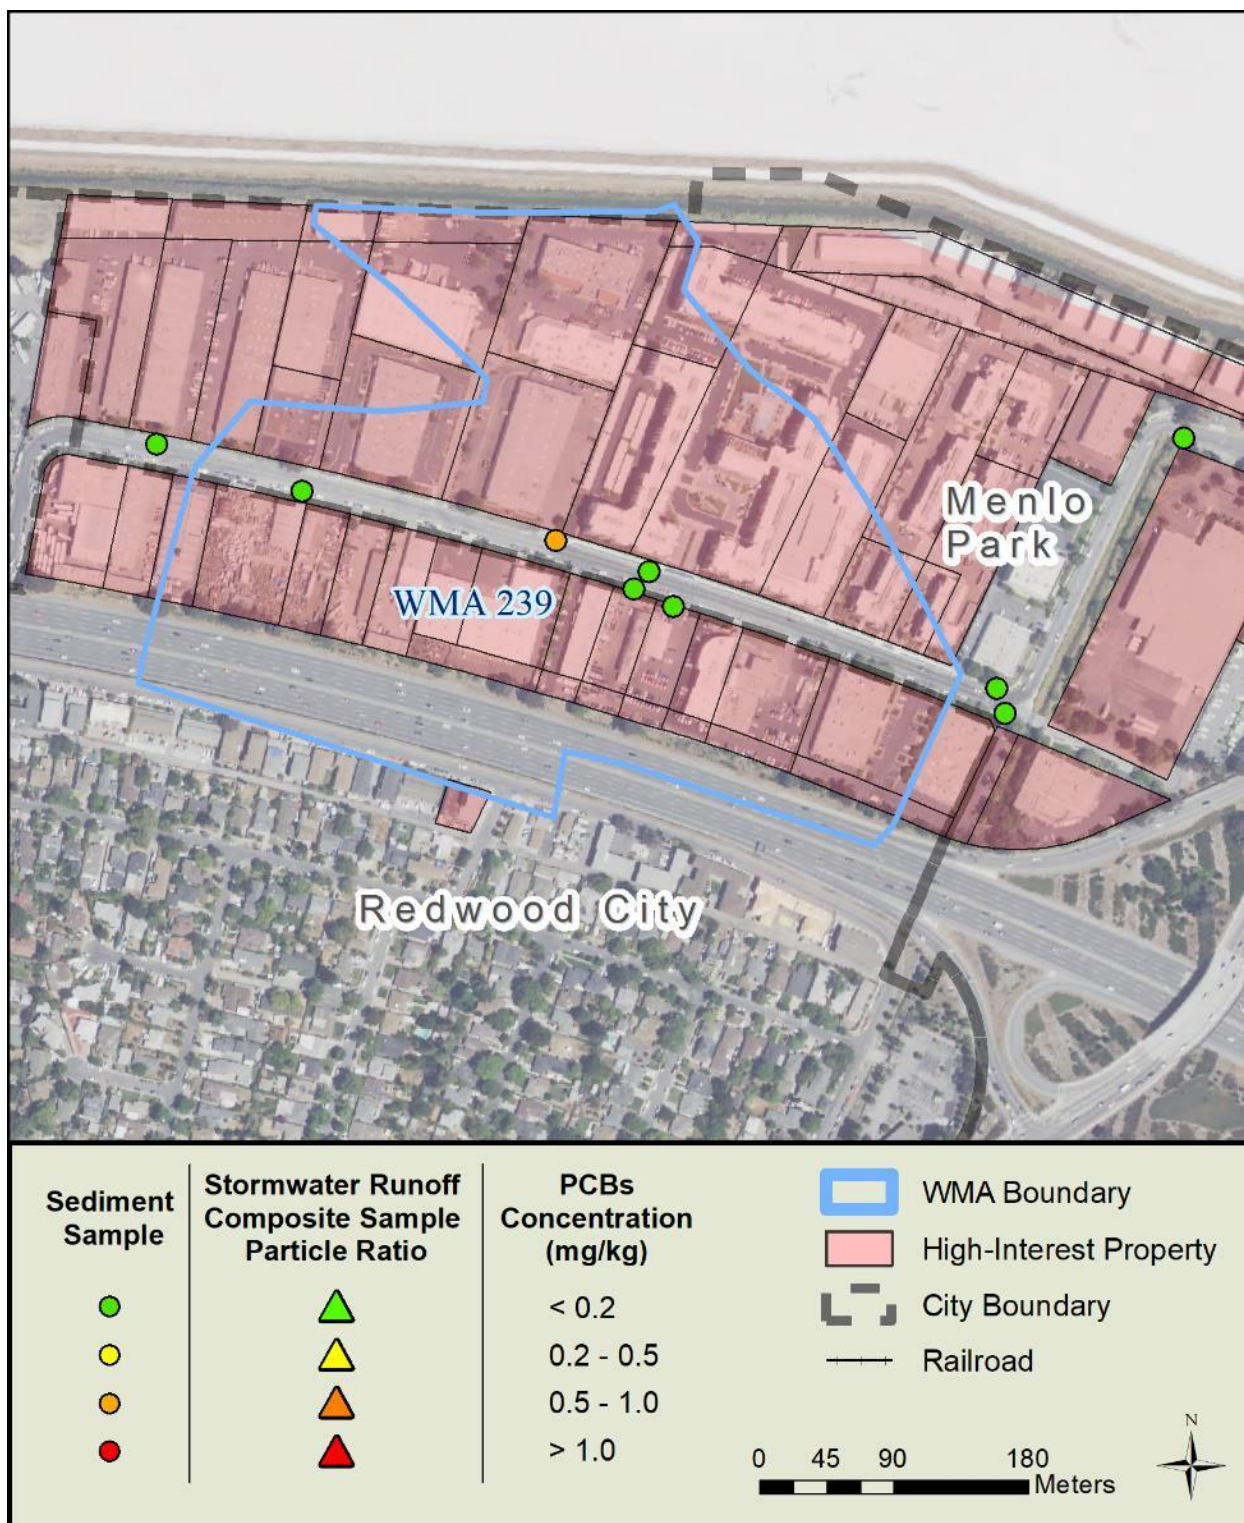 Menlo
Park
WMA 239
Redwood City
Sediment
Sample
Stormwater Runoff
Composite Sample
Particle Ratio
PCBs
Concentration
(mg/kg)
< 0.2
0.2 - 0.5
0.5 - 1.0
> 1.0
WMA Boundary
High-Interest Property
City Boundary
Railroad
0 45 90 180
Meters
N